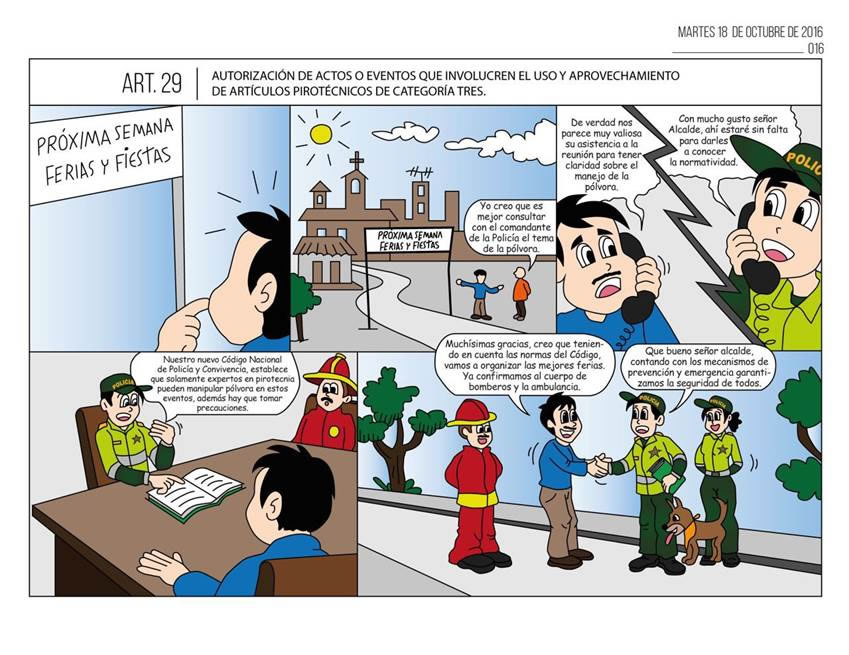 MARTES 18 DE OCTUBRE DE 2016
016
ART. 29
AUTORIZACIÓN DE ACTOS O EVENTOS QUE INVOLUCREN EL USO Y APROVECHAMIENTO
DE ARTÍCULOS PIROTÉCNICOS DE CATEGORÍA TRES.
PRÓXIMA SEMANA
FERIAS Y FIESTAS
Yo creo que es
mejor consultar
con el comandante
de la Policía el tema
de la pólvora.
PRÓXIMA SEMANA
FERIAS Y FIESTAS
De verdad nos
parece muy valiosa
su asistencia a la
reunión para tener
claridad sobre el
manejo de la
pólvora.
Con mucho gusto señor
Alcalde, ahí estaré sin falta
para darles
a conocer
la normatividad.
POLIC
Nuestro nuevo Código Nacional
de Policía y Convivencia, establece
que solamente expertos en pirotecnia
pueden manipular pólvora en estos
eventos, además hay que tomar
precauciones.
POLICÍA
Muchísimas gracias, creo que tenien-
do en cuenta las normas del Código,
vamos a organizar las mejores ferias.
Ya confirmamos al cuerpo de
bomberos y la ambulancia.
Que bueno señor alcalde,
contando con los mecanismos de
prevención y emergencia garanti-
zamos la seguridad de todos.
POLICÍA
POLICÍA